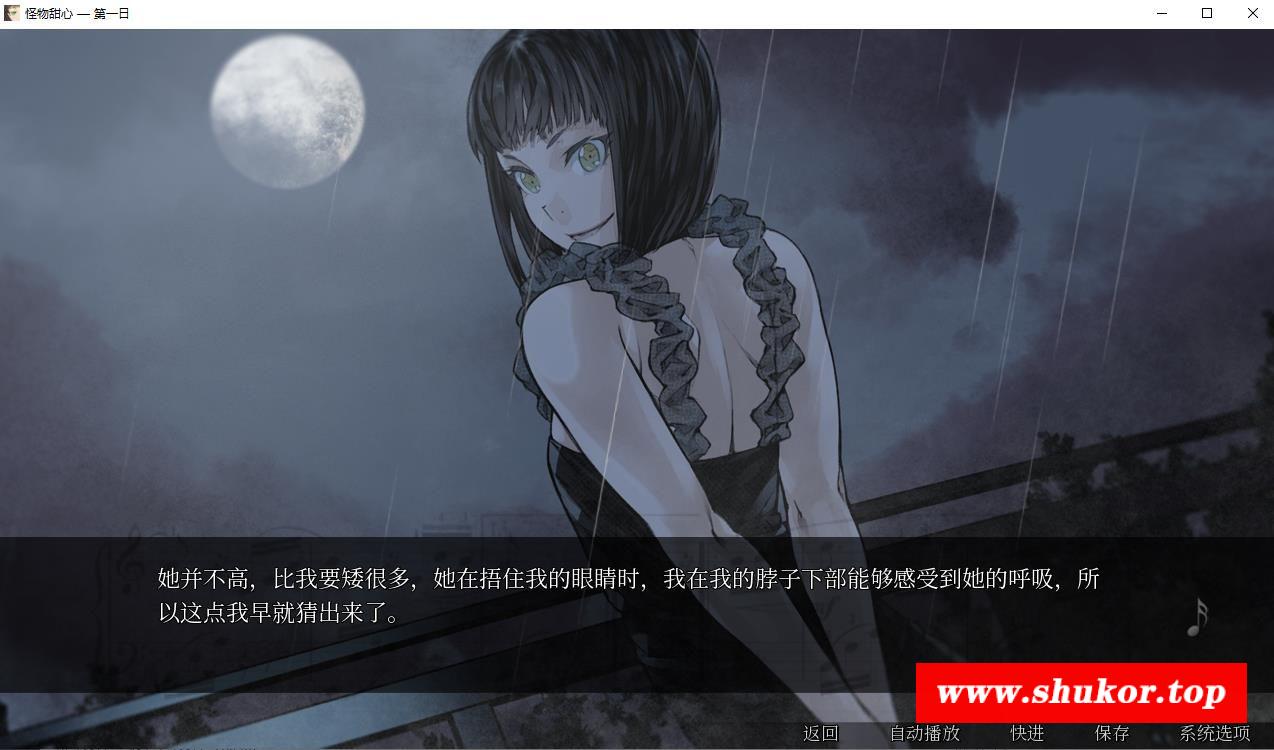 怪物甜心 — 第一日
她并不高，比我要矮很多，她在捂住我的眼睛时，我在我的脖子下部能够感受到她的呼吸，所
以这点我早就猜出来了。
www.shukor.top
返回 自动播放 快进 保存 系统选项